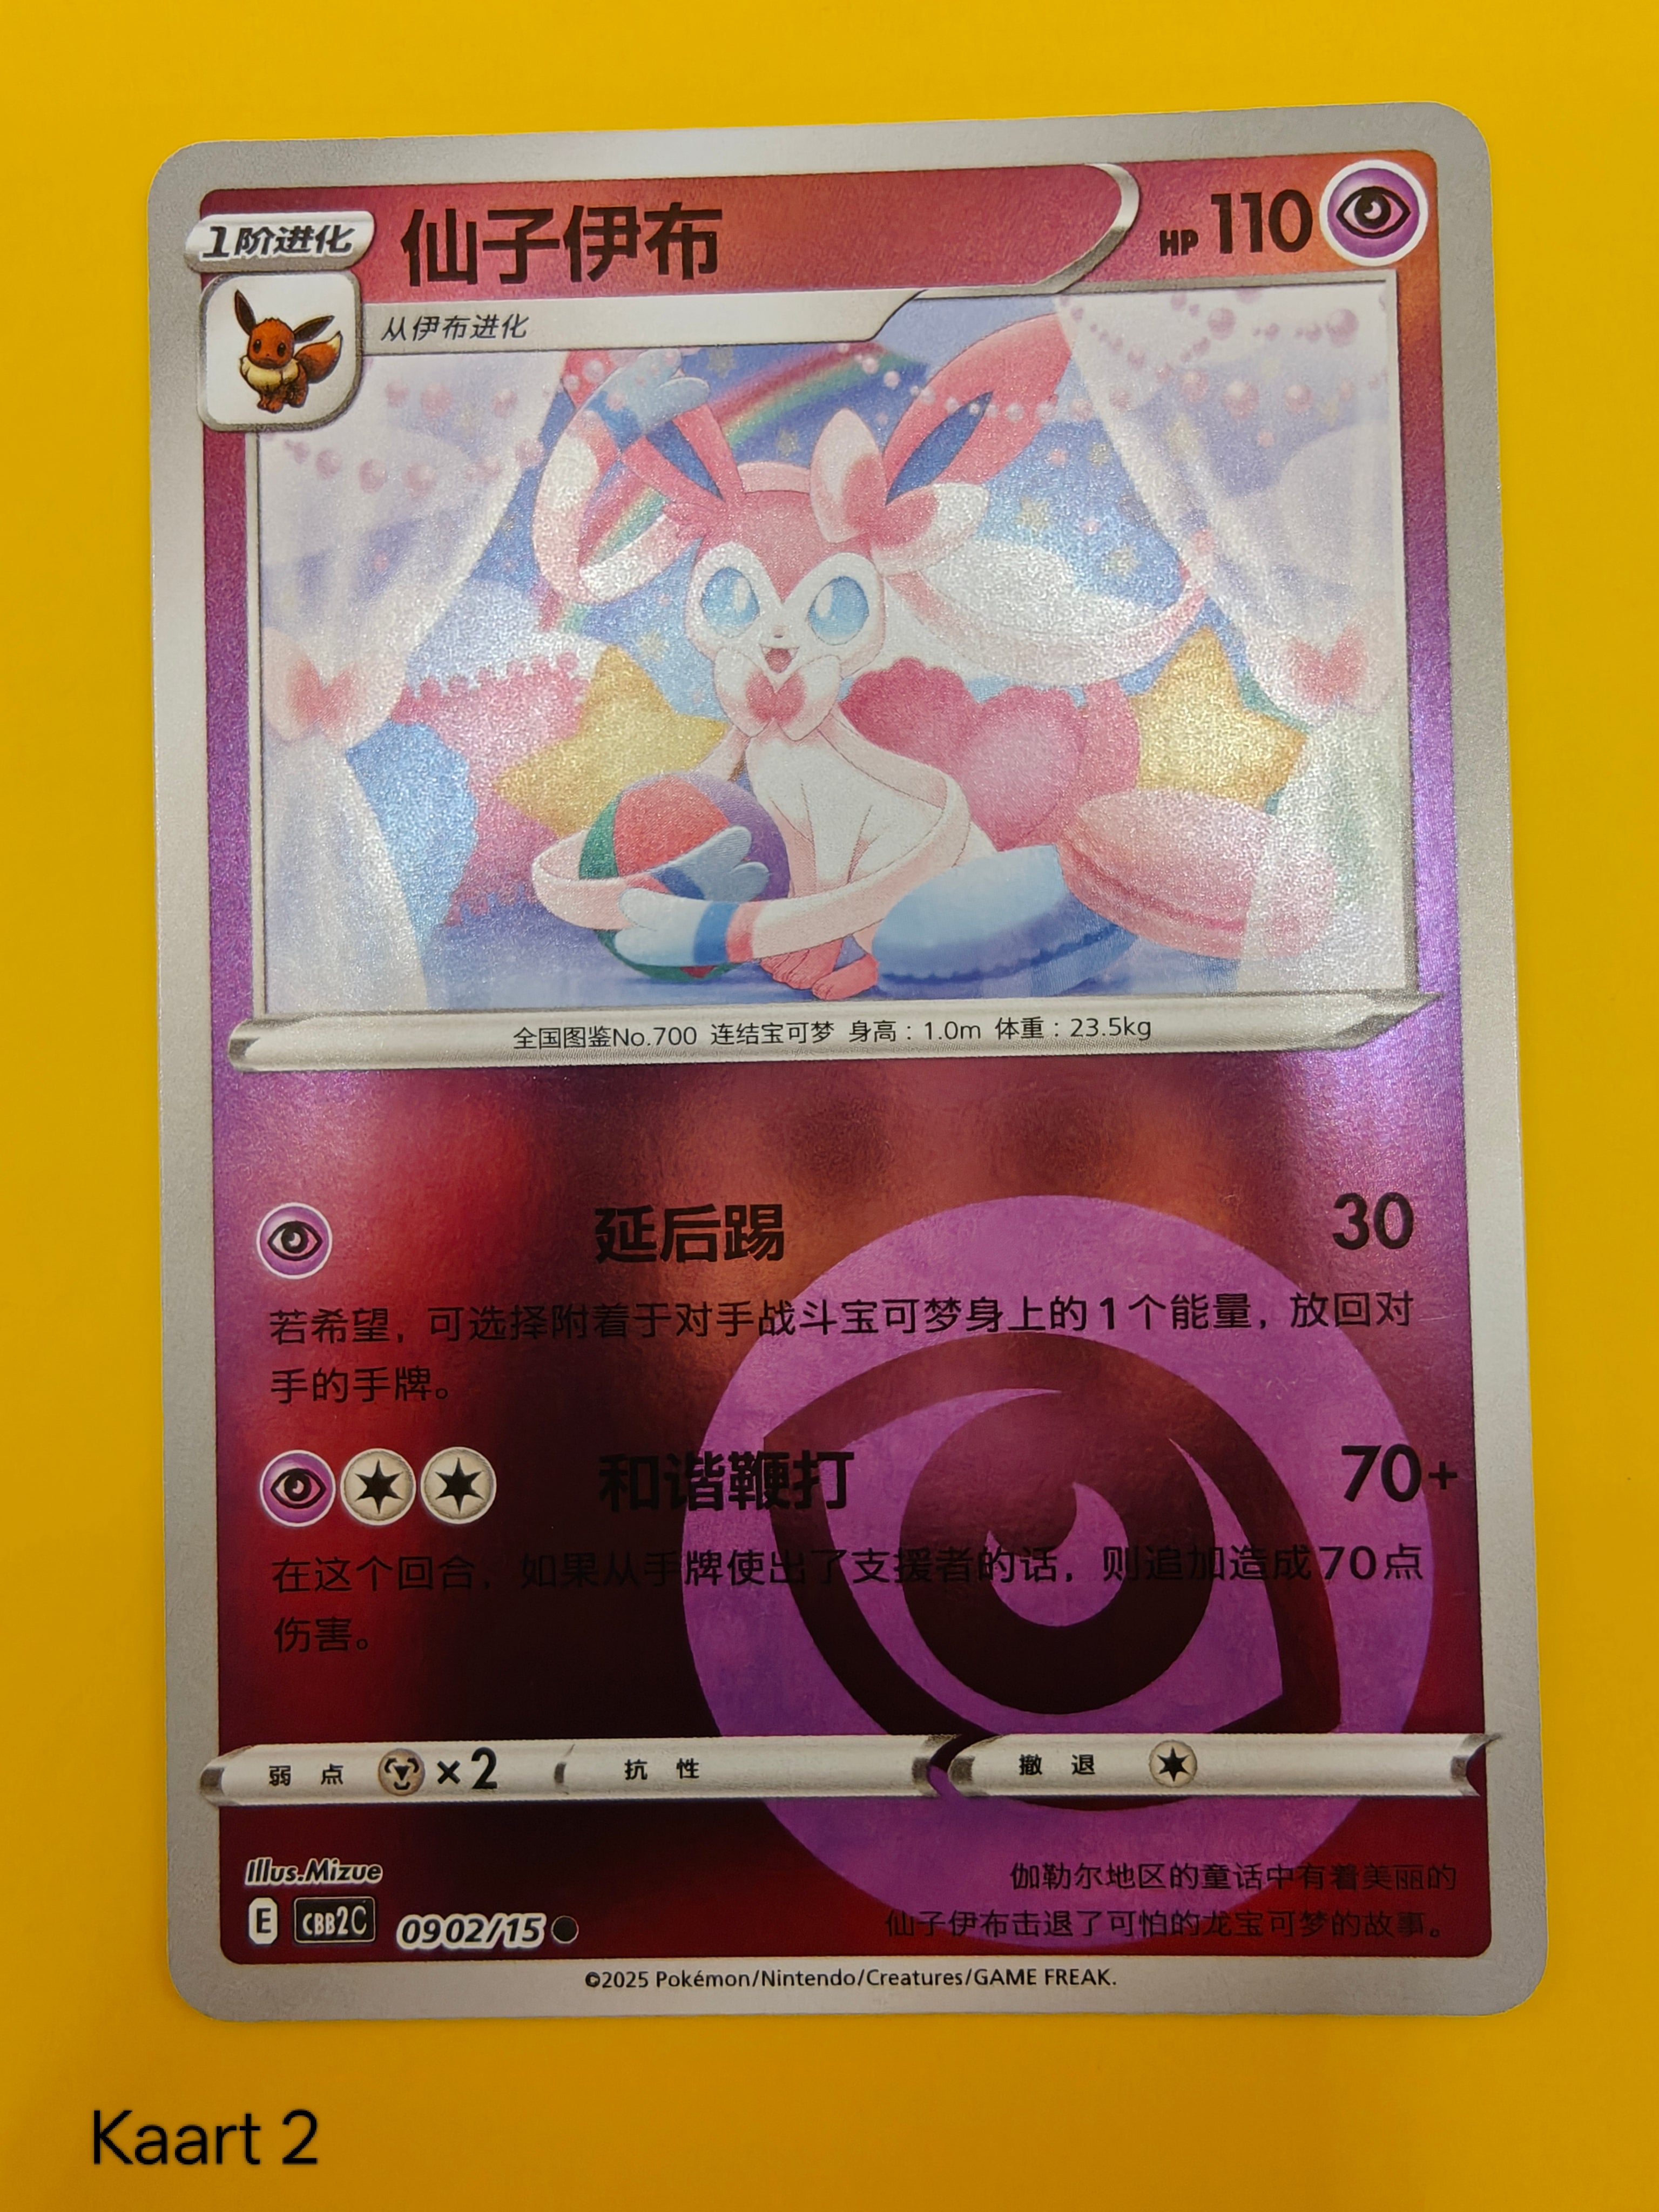 1阶进化
仙子伊布
HP 110
从伊布进化
全国图鉴No.700 连结宝可梦 身高：1.0m 体重：23.5kg
延后踢 30
若希望，可选择附着于对手战斗宝可梦身上的1个能量，放回对
手的手牌。
和谐鞭打 70+
在这个回合，如果从手牌使出了支援者的话，则追加造成70点
伤害。
弱点 ×2 抗性 撤退
Illus.Mizue
E CBB2C 0902/15
伽勒尔地区的童话中有着美丽的
仙子伊布击退了可怕的龙宝可梦的故事。
©2025 Pokémon/Nintendo/Creatures/GAME FREAK.
Kaart 2